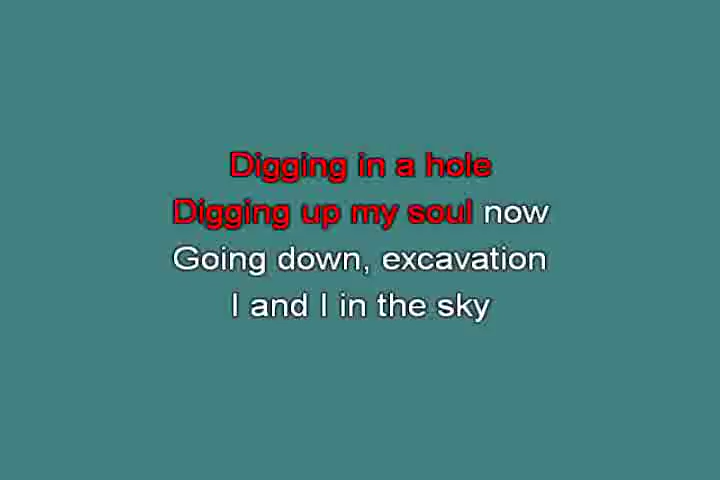 Digging in a hole
Digging up my soul now
Going down, excavation
I and I in the sky